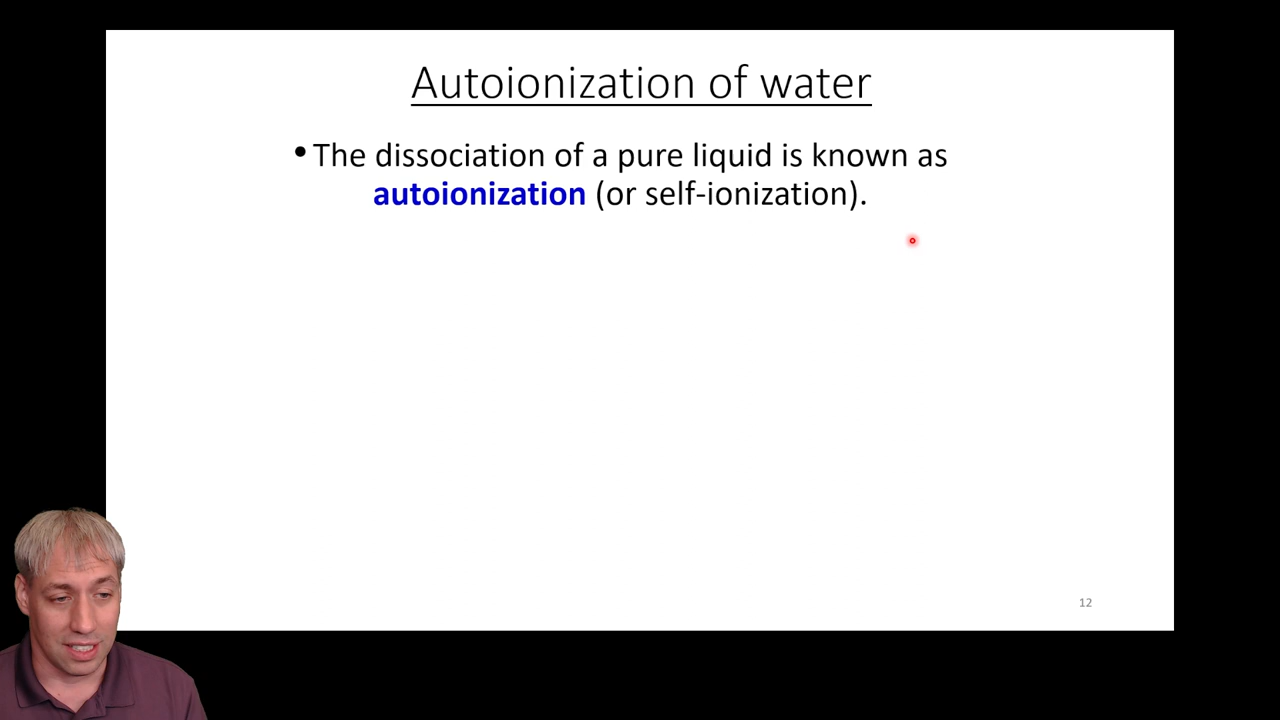 Autoionization of water
•The dissociation of a pure liquid is known as
autoionization (or self-ionization).
12